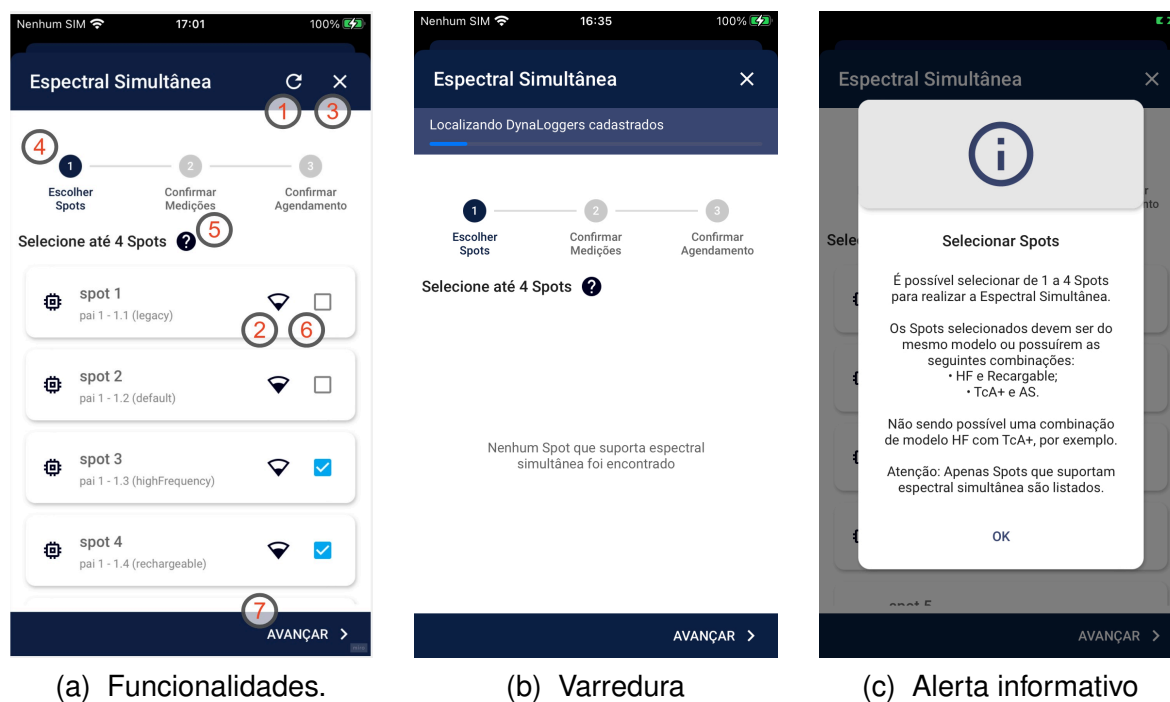 Nenhum SIM 17:01 100%
Espectral Simultânea
1 3
4
1 2 3
Escolher Spots
Confirmar Medições
Confirmar Agendamento
5
Selecione até 4 Spots ?
spot 1
pai 1 - 1.1 (legacy)
2 6
spot 2
pai 1 - 1.2 (default)
spot 3
pai 1 - 1.3 (highFrequency)
spot 4
pai 1 - 1.4 (rechargeable)
7
AVANÇAR
(a) Funcionalidades.
Nenhum SIM 16:35 100%
Espectral Simultânea
Localizando DynaLoggers cadastrados
1 2 3
Escolher Spots
Confirmar Medições
Confirmar Agendamento
Selecione até 4 Spots ?
Nenhum Spot que suporta espectral
simultânea foi encontrado
AVANÇAR
(b) Varredura
Espectral Simultânea
Selecionar Spots
É possível selecionar de 1 a 4 Spots
para realizar a Espectral Simultânea.
Os Spots selecionados devem ser do
mesmo modelo ou possuírem as
seguintes combinações:
• HF e Recargable;
• TcA+ e AS.
Não sendo possível uma combinação
de modelo HF com TcA+, por exemplo.
Atenção: Apenas Spots que suportam
espectral simultânea são listados.
OK
AVANÇAR
(c) Alerta informativo